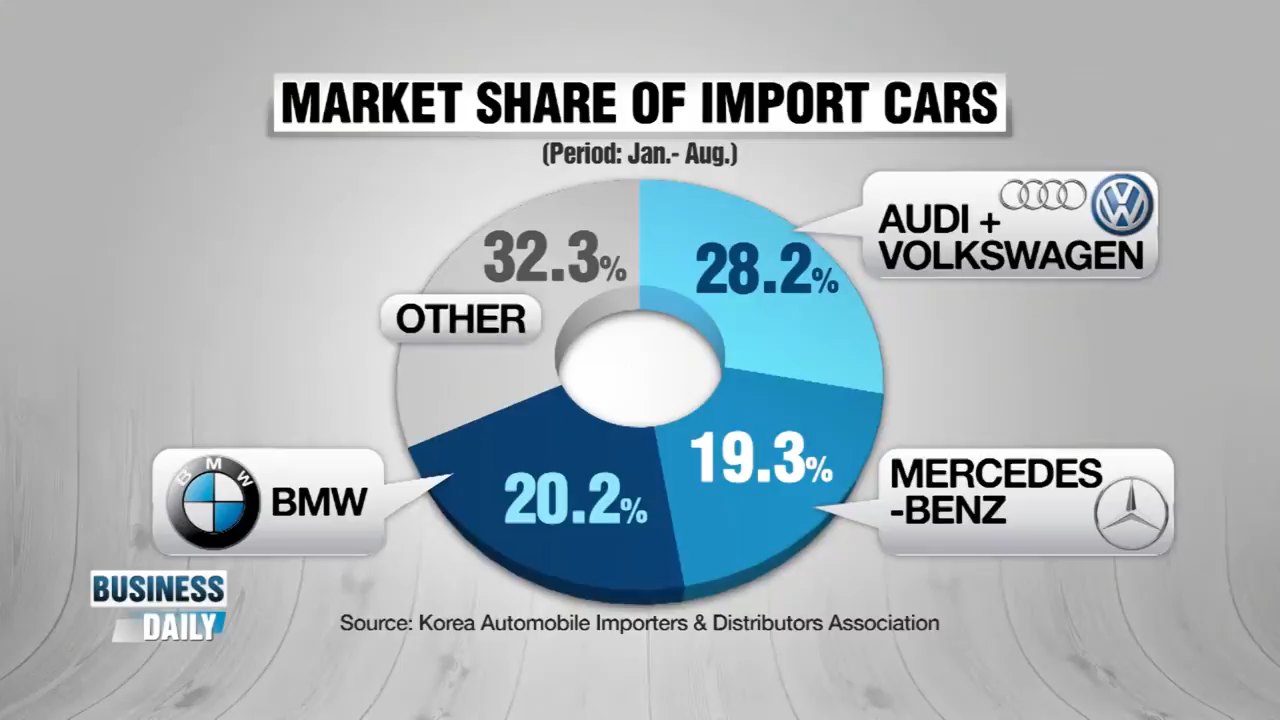 MARKET SHARE OF IMPORT CARS
(Period: Jan.- Aug.)
AUDI +
VOLKSWAGEN
32.3%
28.2%
OTHER
19.3%
MERCEDES
-BENZ
20.2%
BMW
BMW
BUSINESS
DAILY
Source: Korea Automobile Importers & Distributors Association